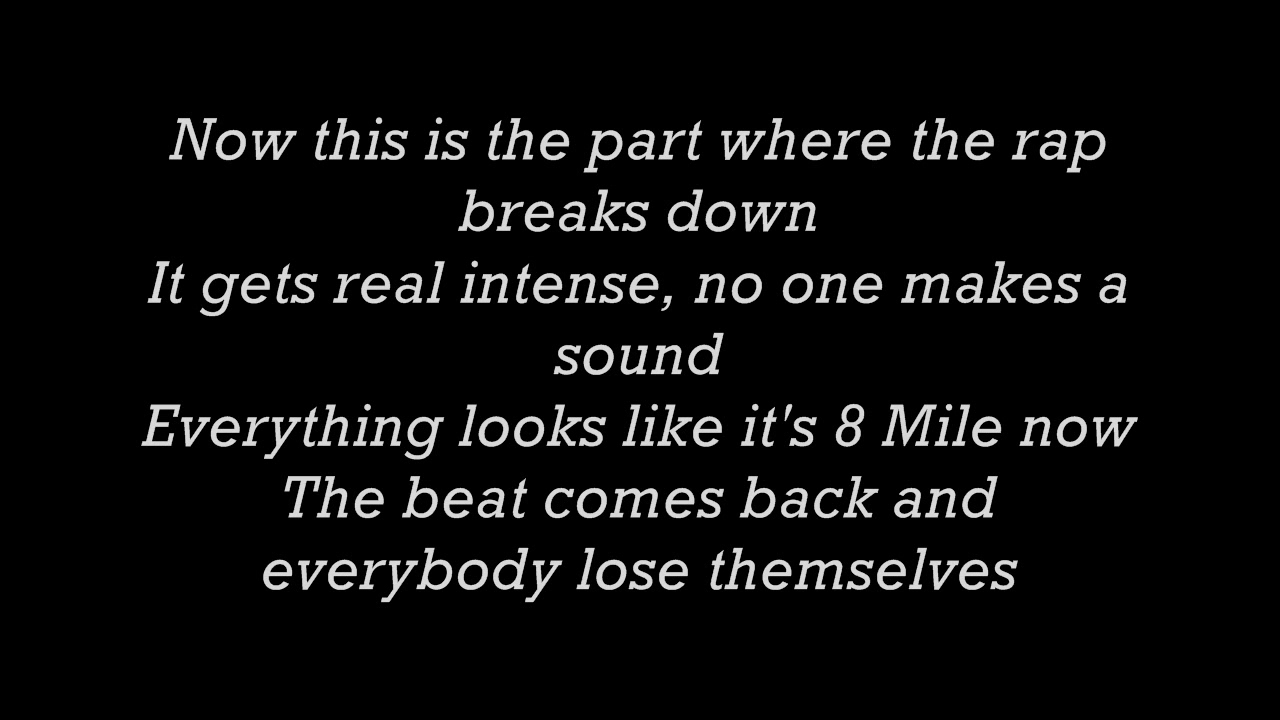 Now this is the part where the rap
breaks down
It gets real intense, no one makes a
sound
Everything looks like it's 8 Mile now
The beat comes back and
everybody lose themselves